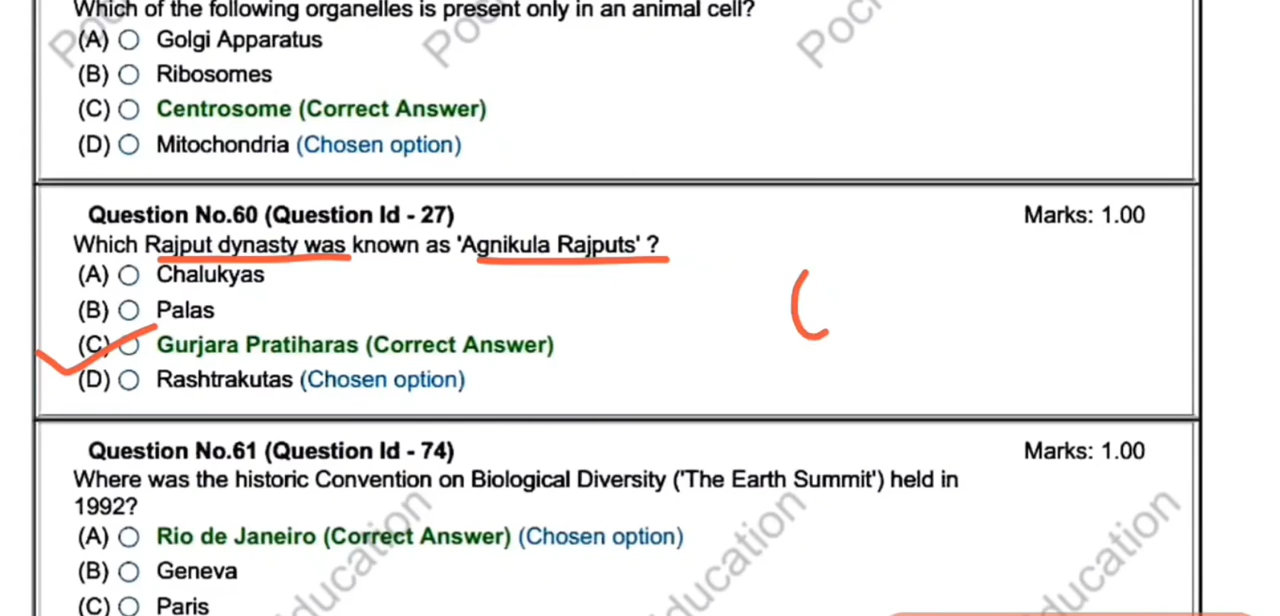 Which of the following organelles is present only in an animal cell?
(A) Golgi Apparatus
(B) Ribosomes
(C) Centrosome (Correct Answer)
(D) Mitochondria (Chosen option)
Question No.60 (Question Id - 27) Marks: 1.00
Which Rajput dynasty was known as 'Agnikula Rajputs' ?
(A) Chalukyas
(B) Palas
(C) Gurjara Pratiharas (Correct Answer)
(D) Rashtrakutas (Chosen option)
Question No.61 (Question Id - 74) Marks: 1.00
Where was the historic Convention on Biological Diversity ('The Earth Summit') held in
1992?
(A) Rio de Janeiro (Correct Answer) (Chosen option)
(B) Geneva
(C) Paris